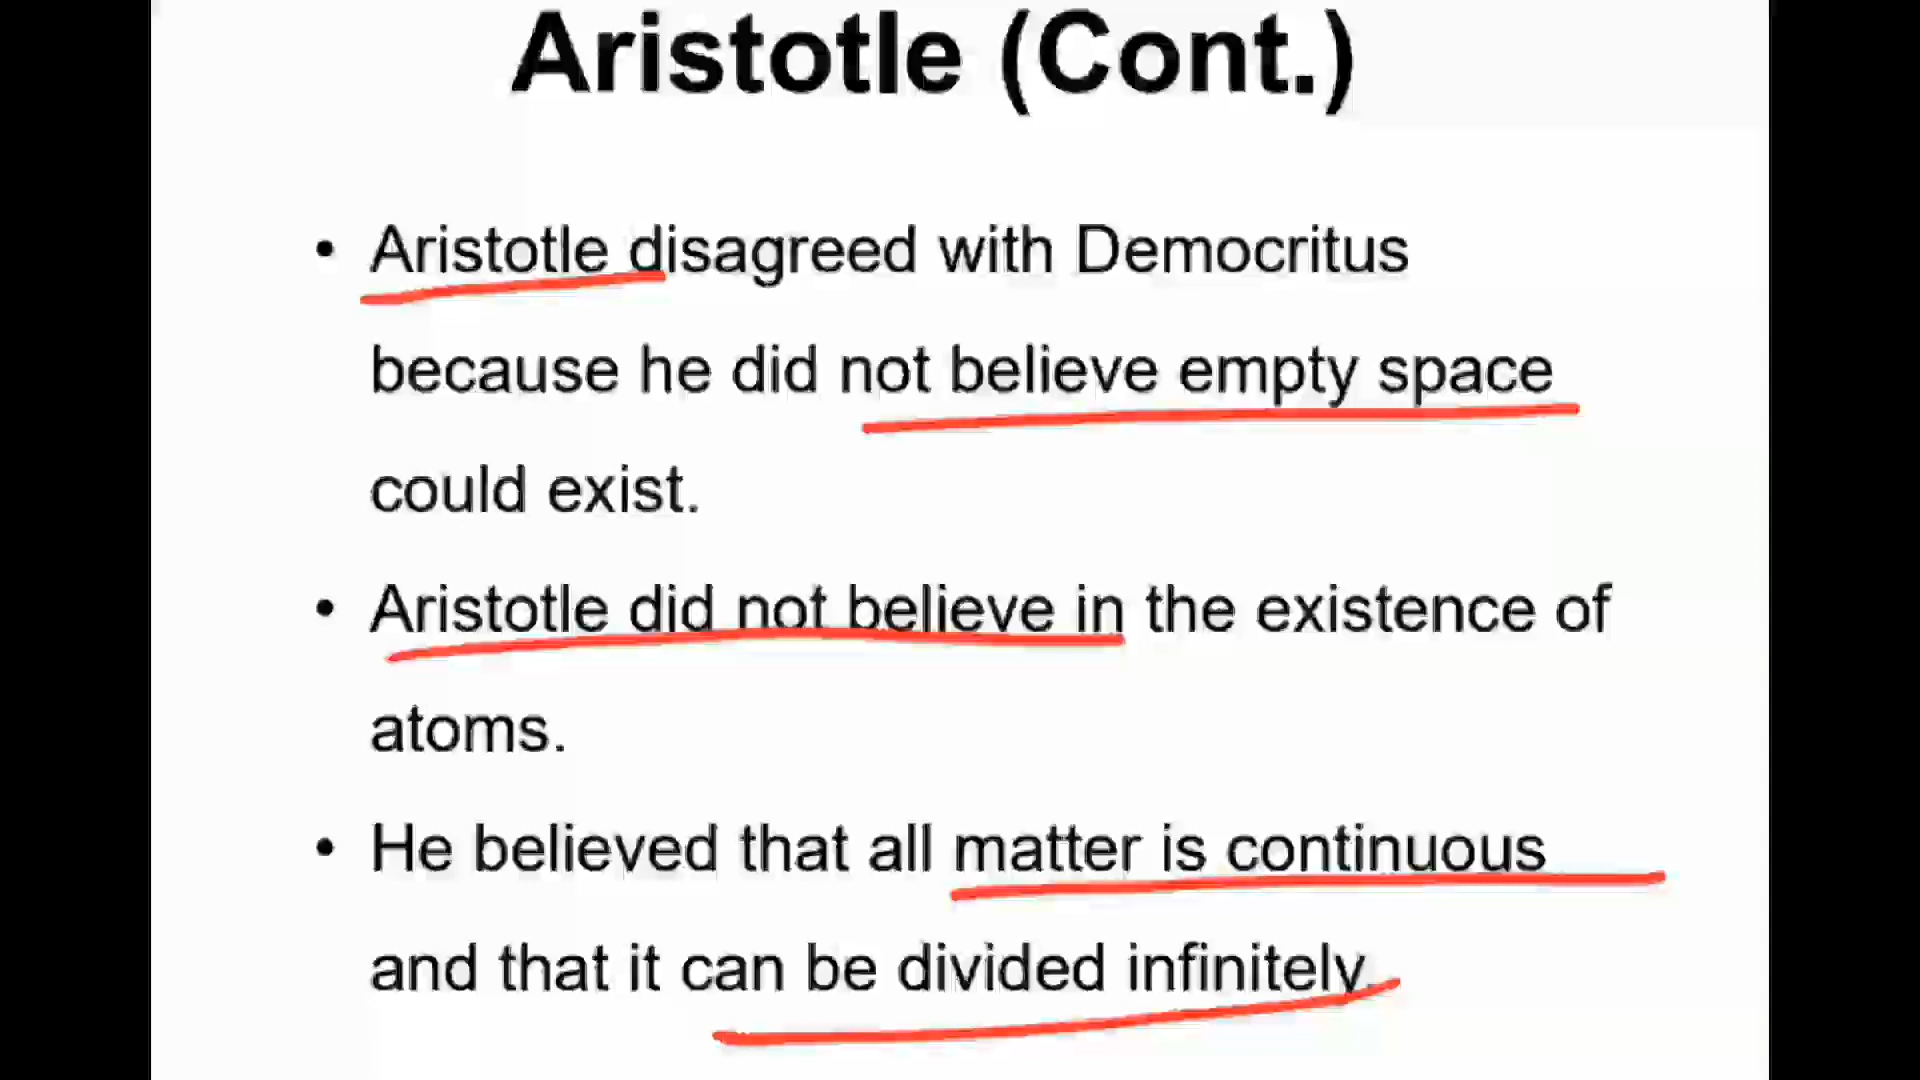 Aristotle (Cont.)
• Aristotle disagreed with Democritus
because he did not believe empty space
could exist.
• Aristotle did not believe in the existence of
atoms.
• He believed that all matter is continuous
and that it can be divided infinitely.